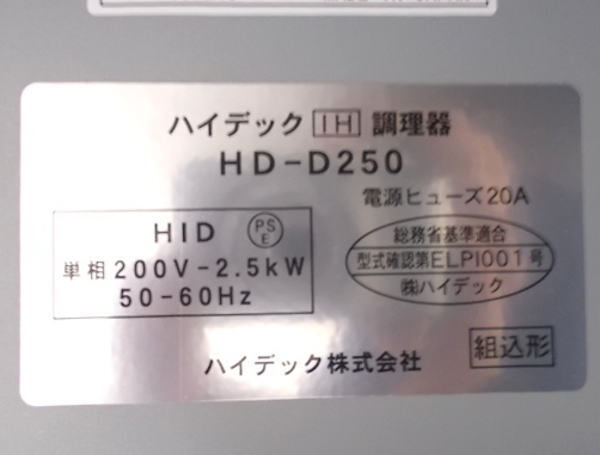 ハイデック IH 調理器
HD-D250
電源ヒューズ20A
HID PSE
単相200V-2.5kW
50-60Hz
総務省基準適合
型式確認第ELPI001号
㈱ハイデック
ハイデック株式会社
組込形